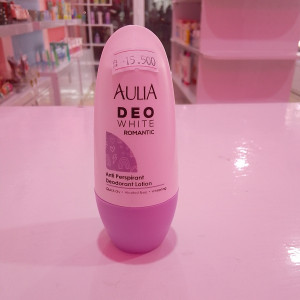 15.500
AULIA
DEO
WHITE
ROMANTIC
Anti Perspirant
Deodorant Lotion